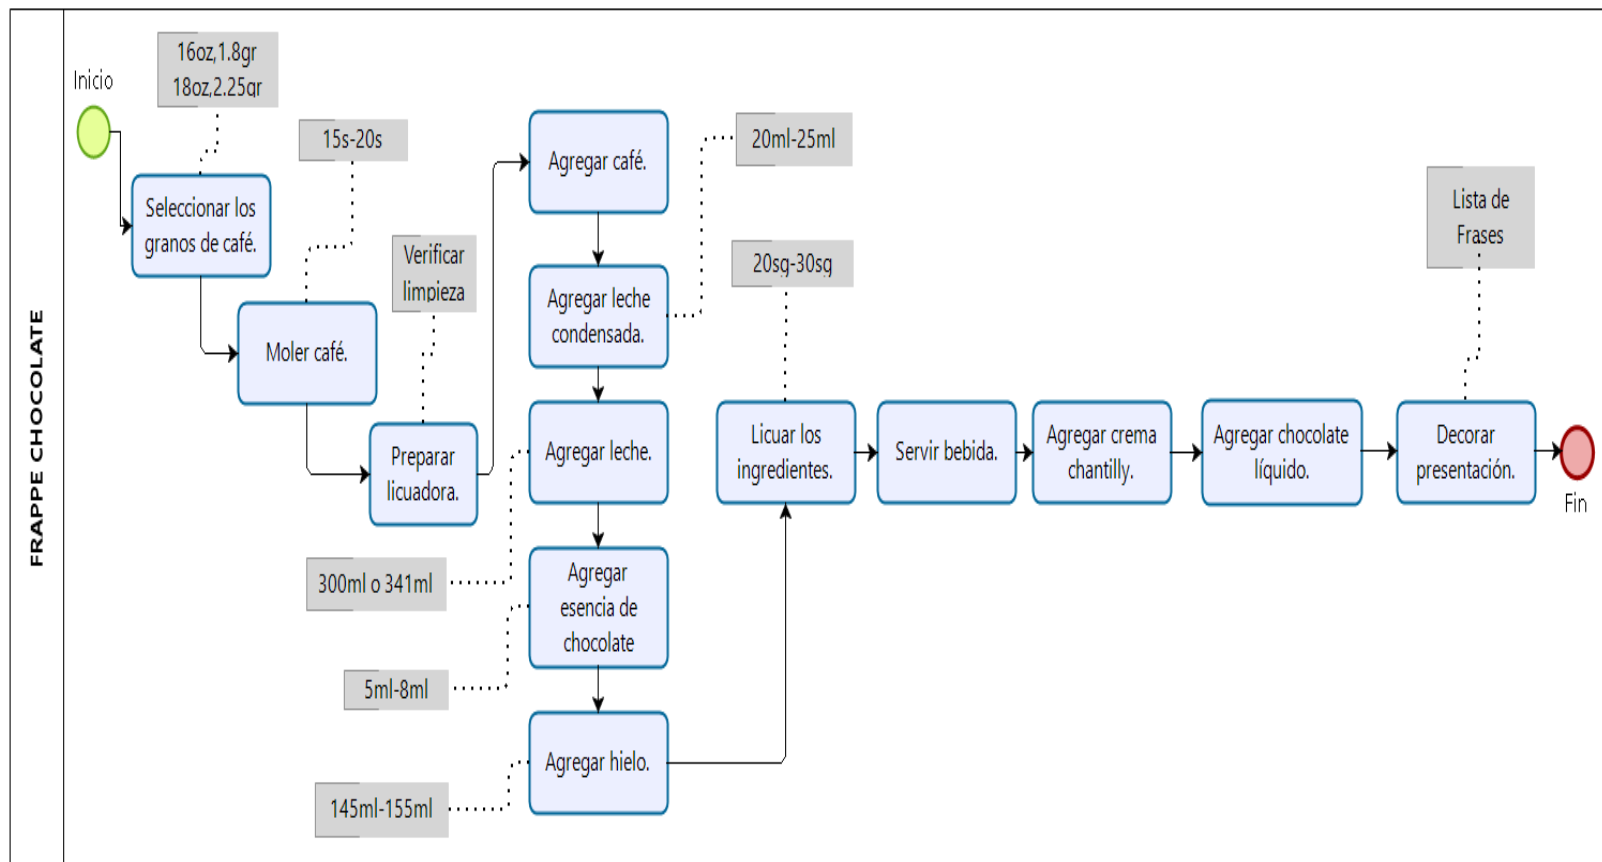 FRAPPE CHOCOLATE
Inicio
16oz,1.8gr
18oz,2.25gr
Seleccionar los
granos de café.
15s-20s
Moler café.
Verificar
limpieza
Preparar
licuadora.
Agregar café.
20ml-25ml
Agregar leche
condensada.
300ml o 341ml
Agregar leche.
5ml-8ml
Agregar
esencia de
chocolate
145ml-155ml
Agregar hielo.
20sg-30sg
Licuar los
ingredientes.
Servir bebida.
Agregar crema
chantilly.
Agregar chocolate
líquido.
Lista de
Frases
Decorar
presentación.
Fin